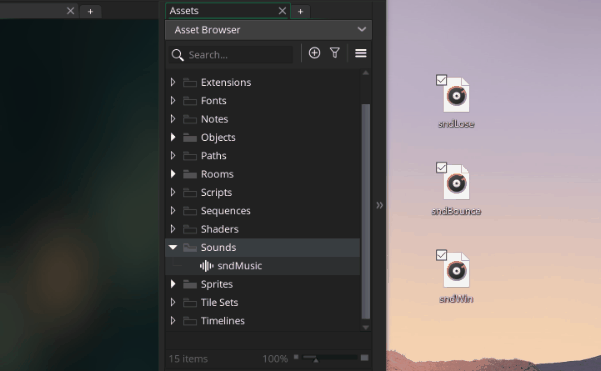 Assets
Asset Browser
Search...
Extensions
Fonts
Notes
Objects
Paths
Rooms
Scripts
Sequences
Shaders
Sounds
sndMusic
Sprites
Tile Sets
Timelines
15 items
100%
sndLose
sndBounce
sndWin